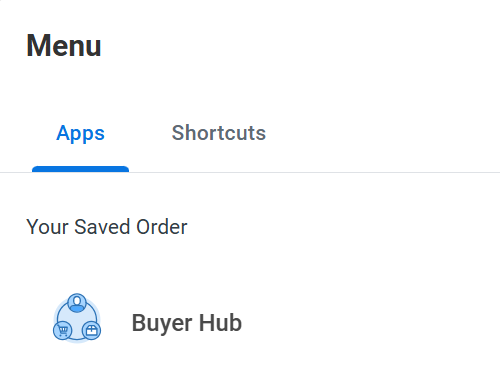 Menu
Apps Shortcuts
Your Saved Order
Buyer Hub